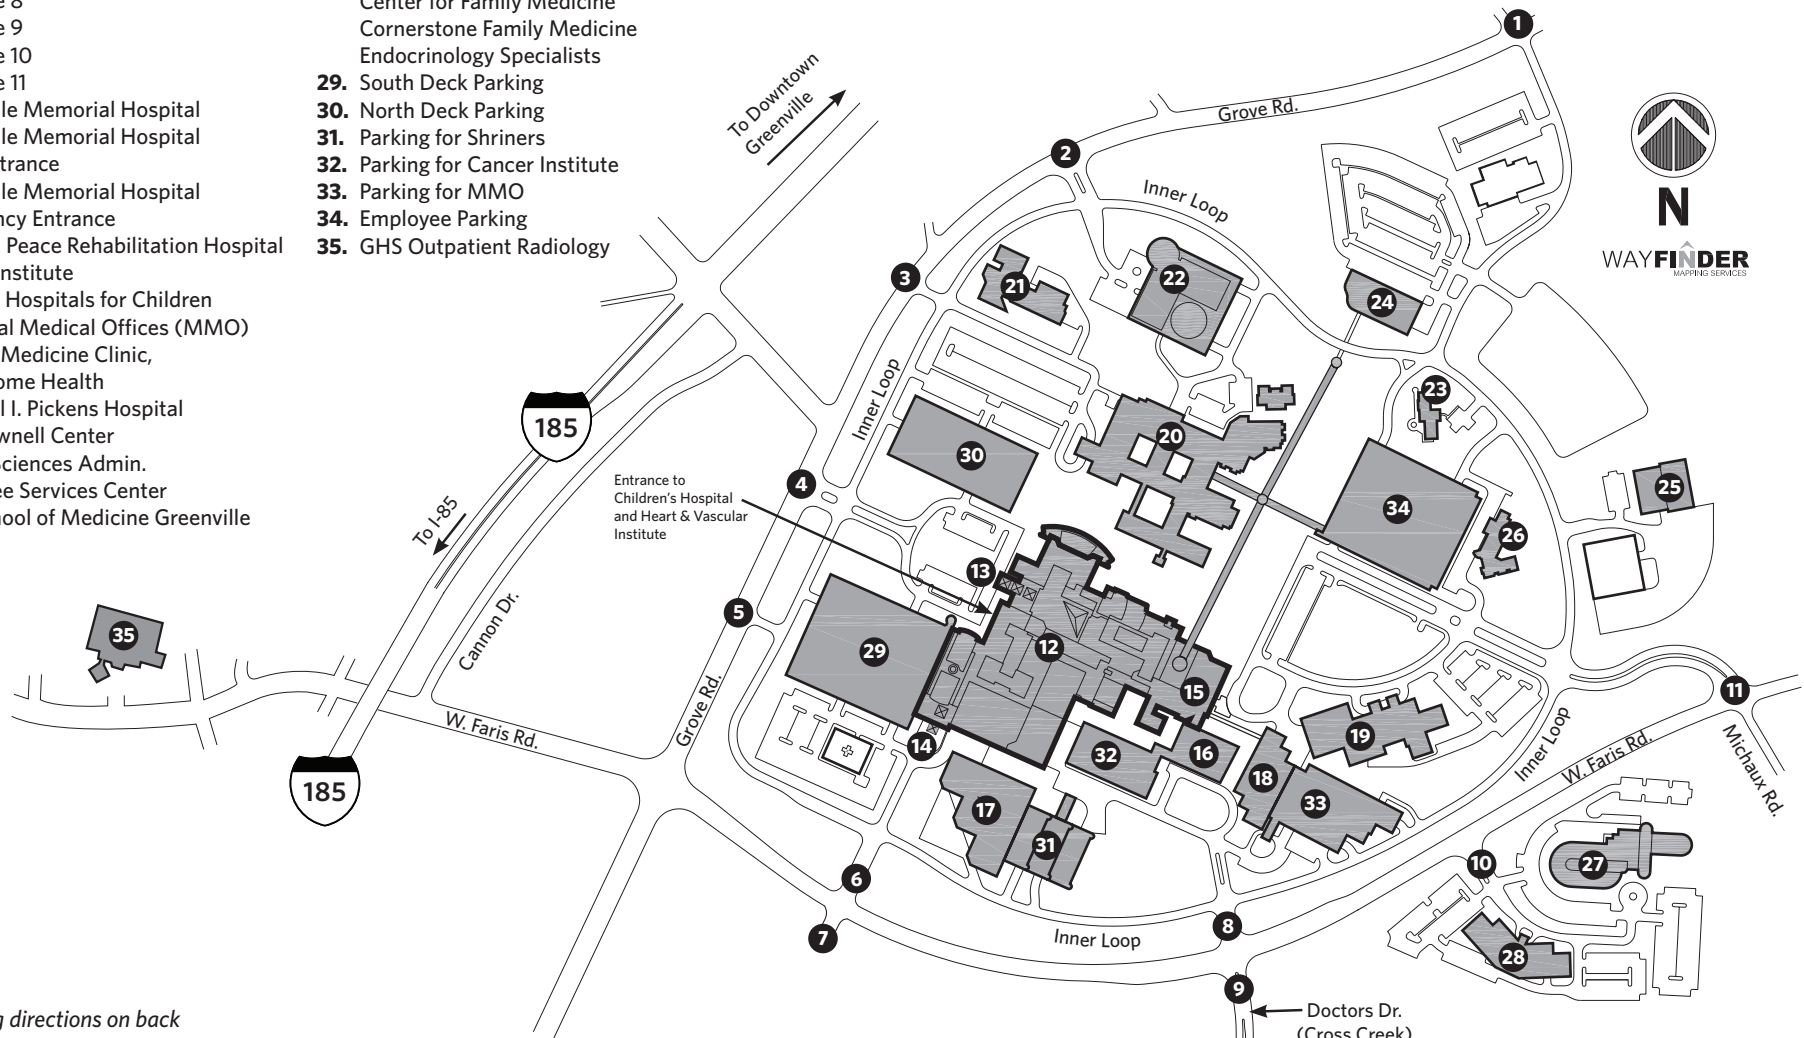 e 8
e 9
e 10
e 11
le Memorial Hospital
le Memorial Hospital
trance
le Memorial Hospital
ncy Entrance
Peace Rehabilitation Hospital
nstitute
Hospitals for Children
al Medical Offices (MMO)
Medicine Clinic,
ome Health
l I. Pickens Hospital
wnell Center
Sciences Admin.
ee Services Center
hool of Medicine Greenville
Center for Family Medicine
Cornerstone Family Medicine
Endocrinology Specialists
29. South Deck Parking
30. North Deck Parking
31. Parking for Shriners
32. Parking for Cancer Institute
33. Parking for MMO
34. Employee Parking
35. GHS Outpatient Radiology
To Downtown
Greenville
1
Grove Rd.
2
Inner Loop
N
WAYFINDER
MAPPING SERVICES
3
21
22
24
Inner Loop
23
185
20
30
Entrance to
Children's Hospital
and Heart & Vascular
Institute
4
25
34
26
To I-85
13
Cannon Dr.
5
35
29
12
15
11
Grove Rd.
W. Faris Rd.
14
32
16
19
18
Inner Loop
W. Faris Rd.
Michaux Rd.
185
17
33
31
10
27
6
7
Inner Loop
8
28
9
Doctors Dr.
(Cross Creek)
g directions on back